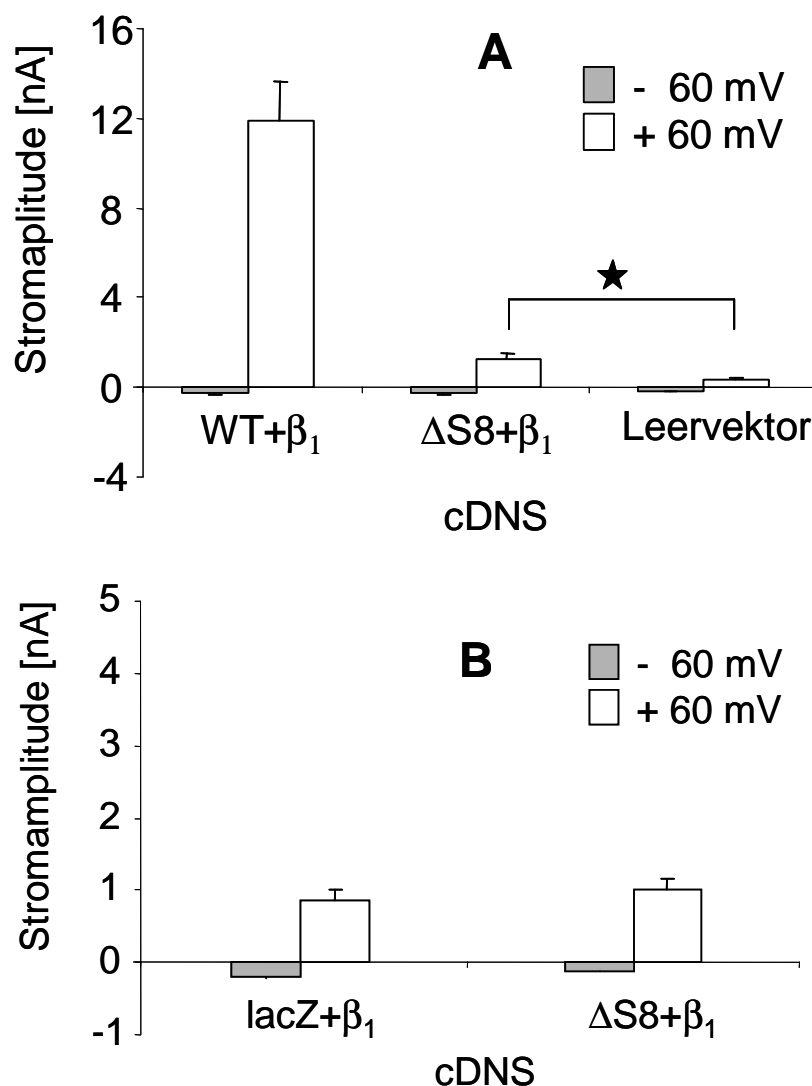 A
- 60 mV
+ 60 mV
Stromaplitude [nA]
16
12
8
4
0
-4
WT+β₁
ΔS8+β₁
Leervektor
cDNS
B
- 60 mV
+ 60 mV
Stromamplitude [nA]
5
4
3
2
1
0
-1
lacZ+β₁
ΔS8+β₁
cDNS